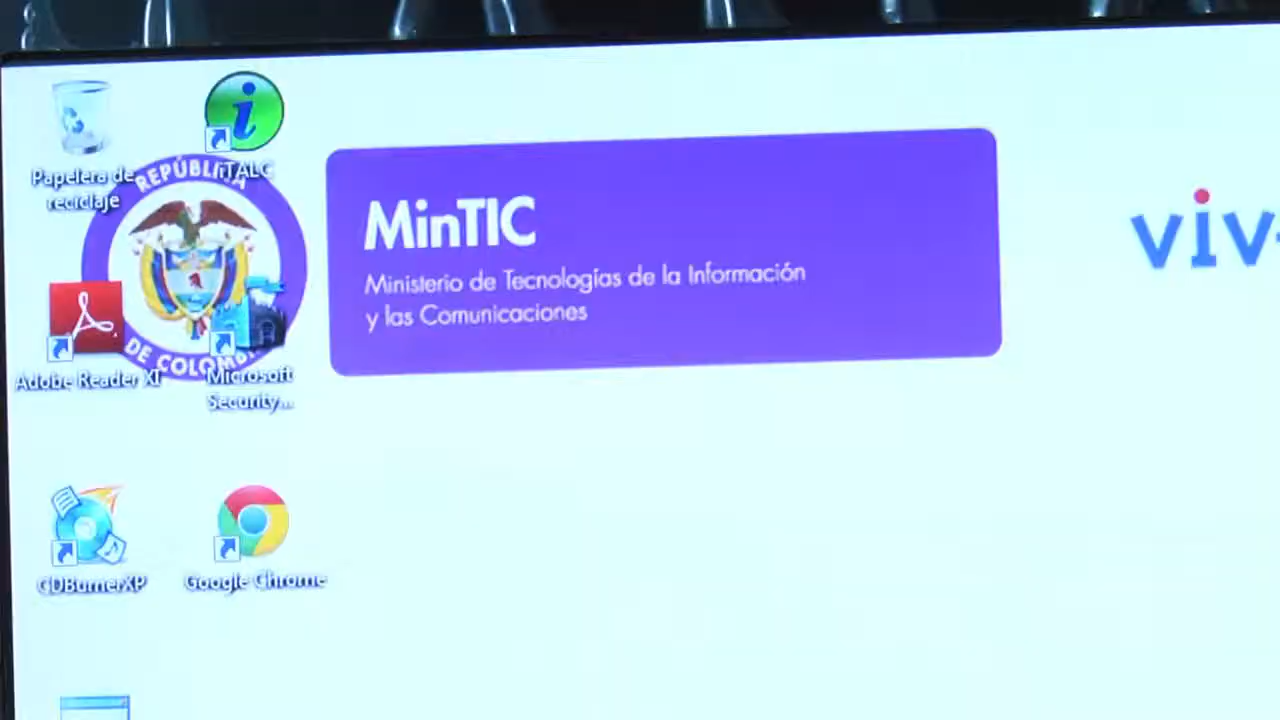 Papelera de
reciclaje
iTALC
REPÚBLICA
DE COLOMBIA
MinTIC
Ministerio de Tecnologías de la Información
y las Comunicaciones
viv
Adobe Reader XI
Microsoft
Security...
CDBurnerXP
Google Chrome